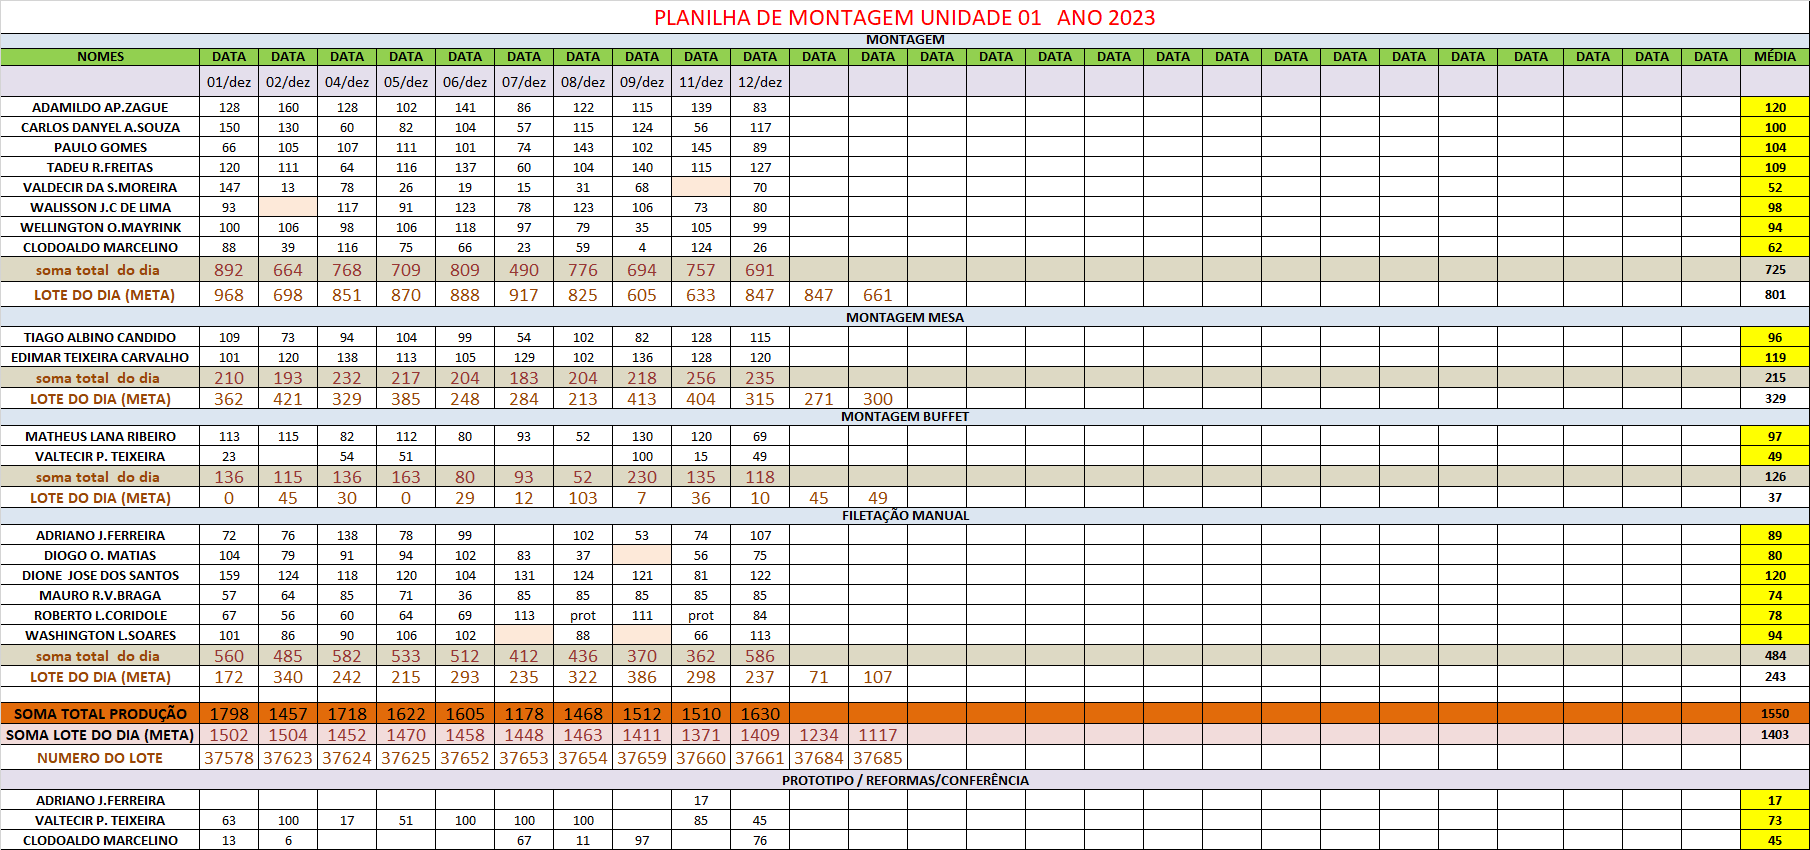 PLANILHA DE MONTAGEM UNIDADE 01 ANO 2023
MONTAGEM
NOMES DATA DATA DATA DATA DATA DATA DATA DATA DATA DATA DATA DATA DATA DATA DATA DATA DATA DATA DATA DATA DATA DATA DATA DATA DATA DATA MÉDIA
01/dez 02/dez 04/dez 05/dez 06/dez 07/dez 08/dez 09/dez 11/dez 12/dez
ADAMILDO AP.ZAGUE 128 160 128 102 141 86 122 115 139 83 120
CARLOS DANYEL A.SOUZA 150 130 60 82 104 57 115 124 56 117 100
PAULO GOMES 66 105 107 111 101 74 143 102 145 89 104
TADEU R.FREITAS 120 111 64 116 137 60 104 140 115 127 109
VALDECIR DA S.MOREIRA 147 13 78 26 19 15 31 68 70 52
WALISSON J.C DE LIMA 93 117 91 123 78 123 106 73 80 98
WELLINGTON O.MAYRINK 100 106 98 106 118 97 79 35 105 99 94
CLODOALDO MARCELINO 88 39 116 75 66 23 59 4 124 26 62
soma total do dia 892 664 768 709 809 490 776 694 757 691 725
LOTE DO DIA (META) 968 698 851 870 888 917 825 605 633 847 847 661 801
MONTAGEM MESA
TIAGO ALBINO CANDIDO 109 73 94 104 99 54 102 82 128 115 96
EDIMAR TEIXEIRA CARVALHO 101 120 138 113 105 129 102 136 128 120 119
soma total do dia 210 193 232 217 204 183 204 218 256 235 215
LOTE DO DIA (META) 362 421 329 385 248 284 213 413 404 315 271 300 329
MONTAGEM BUFFET
MATHEUS LANA RIBEIRO 113 115 82 112 80 93 52 130 120 69 97
VALTECIR P. TEIXEIRA 23 54 51 100 15 49 49
soma total do dia 136 115 136 163 80 93 52 230 135 118 126
LOTE DO DIA (META) 0 45 30 0 29 12 103 7 36 10 45 49 37
FILETAÇÃO MANUAL
ADRIANO J.FERREIRA 72 76 138 78 99 102 53 74 107 89
DIOGO O. MATIAS 104 79 91 94 102 83 37 56 75 80
DIONE JOSE DOS SANTOS 159 124 118 120 104 131 124 121 81 122 120
MAURO R.V.BRAGA 57 64 85 71 36 85 85 85 85 85 74
ROBERTO L.CORIDOLE 67 56 60 64 69 113 prot 111 prot 84 78
WASHINGTON L.SOARES 101 86 90 106 102 88 66 113 94
soma total do dia 560 485 582 533 512 412 436 370 362 586 484
LOTE DO DIA (META) 172 340 242 215 293 235 322 386 298 237 71 107 243
SOMA TOTAL PRODUÇÃO 1798 1457 1718 1622 1605 1178 1468 1512 1510 1630 1550
SOMA LOTE DO DIA (META) 1502 1504 1452 1470 1458 1448 1463 1411 1371 1409 1234 1117 1403
NUMERO DO LOTE 37578 37623 37624 37625 37652 37653 37654 37659 37660 37661 37684 37685
PROTOTIPO / REFORMAS/CONFERÊNCIA
ADRIANO J.FERREIRA 17 17
VALTECIR P. TEIXEIRA 63 100 17 51 100 100 100 85 45 73
CLODOALDO MARCELINO 13 6 67 11 97 76 45